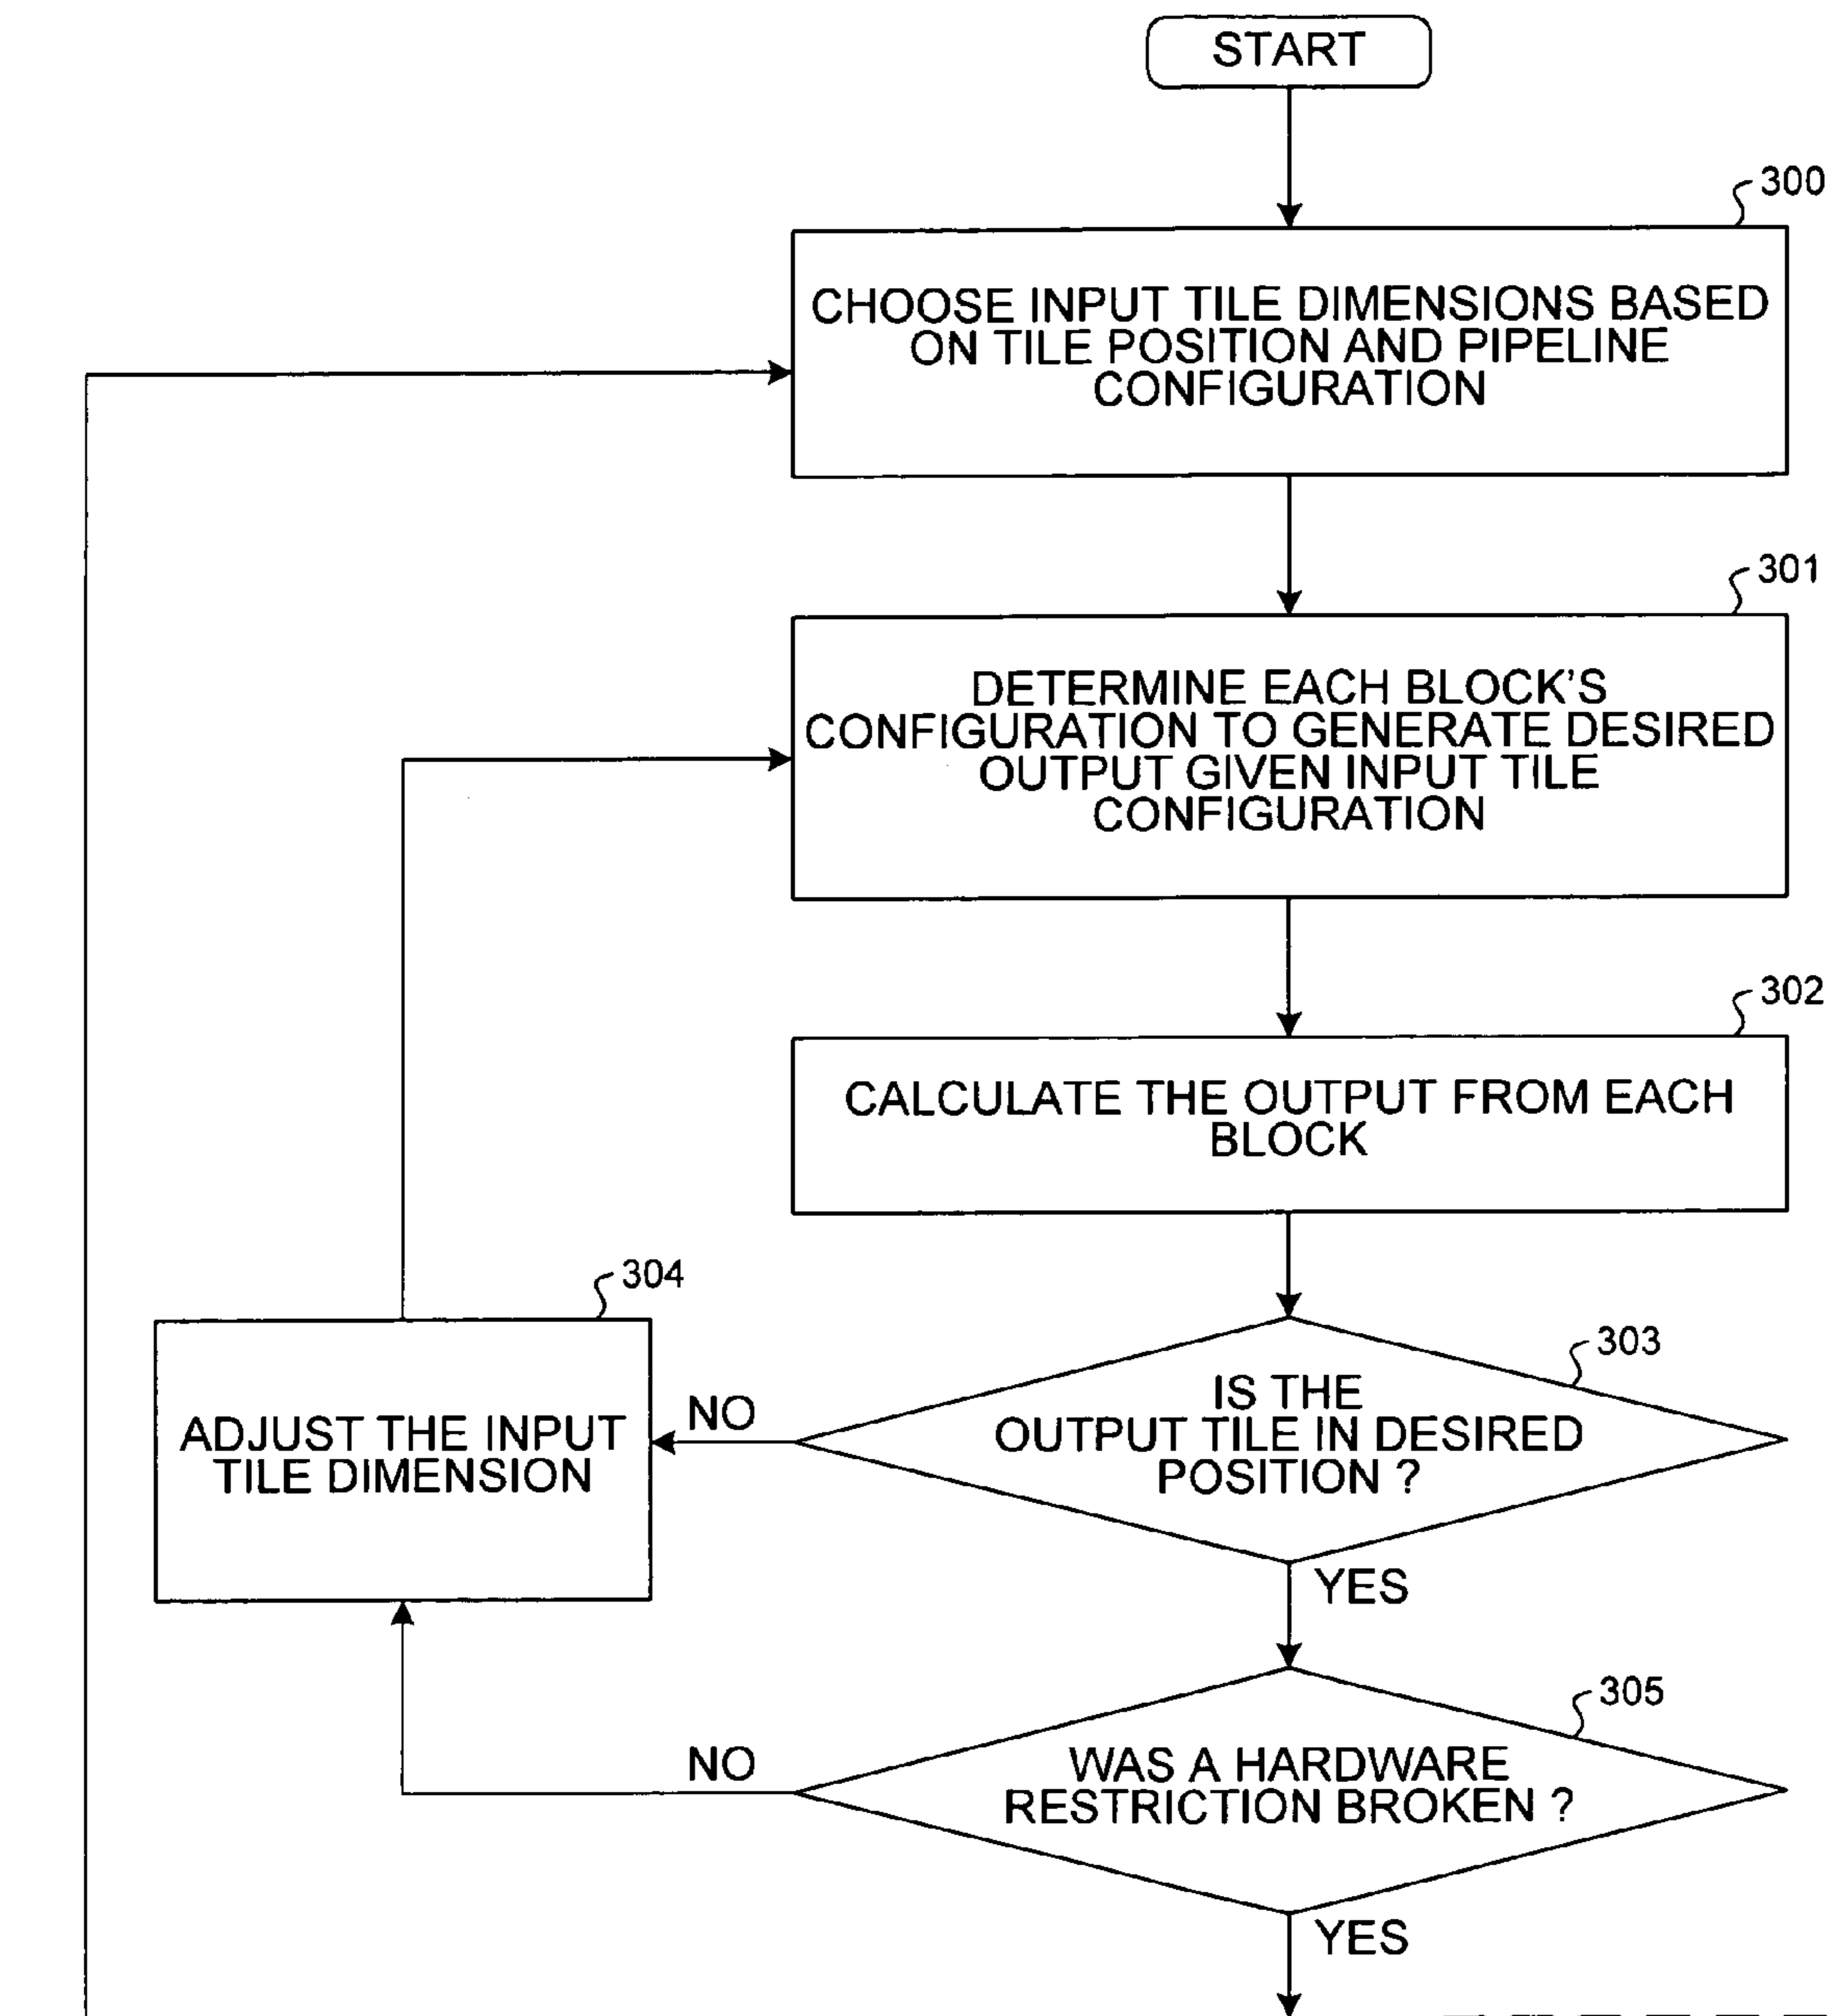 START
300
CHOOSE INPUT TILE DIMENSIONS BASED
ON TILE POSITION AND PIPELINE
CONFIGURATION
301
DETERMINE EACH BLOCK'S
CONFIGURATION TO GENERATE DESIRED
OUTPUT GIVEN INPUT TILE
CONFIGURATION
302
CALCULATE THE OUTPUT FROM EACH
BLOCK
304
ADJUST THE INPUT
TILE DIMENSION
NO
303
IS THE
OUTPUT TILE IN DESIRED
POSITION ?
YES
305
NO
WAS A HARDWARE
RESTRICTION BROKEN ?
YES